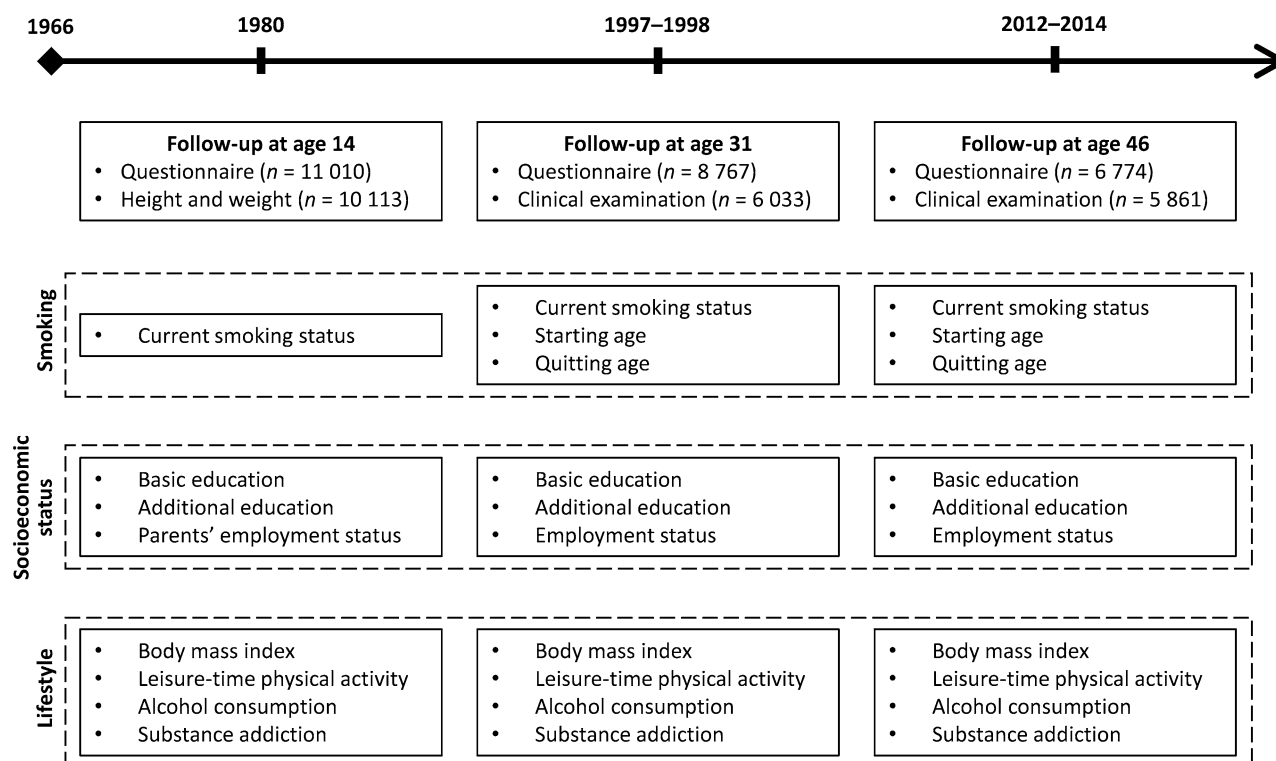 1966
1980
1997–1998
2012–2014
Follow-up at age 14
• Questionnaire (n = 11 010)
• Height and weight (n = 10 113)
Follow-up at age 31
• Questionnaire (n = 8 767)
• Clinical examination (n = 6 033)
Follow-up at age 46
• Questionnaire (n = 6 774)
• Clinical examination (n = 5 861)
Smoking
• Current smoking status
• Current smoking status
• Starting age
• Quitting age
• Current smoking status
• Starting age
• Quitting age
Socioeconomic
status
• Basic education
• Additional education
• Parents’ employment status
• Basic education
• Additional education
• Employment status
• Basic education
• Additional education
• Employment status
Lifestyle
• Body mass index
• Leisure-time physical activity
• Alcohol consumption
• Substance addiction
• Body mass index
• Leisure-time physical activity
• Alcohol consumption
• Substance addiction
• Body mass index
• Leisure-time physical activity
• Alcohol consumption
• Substance addiction